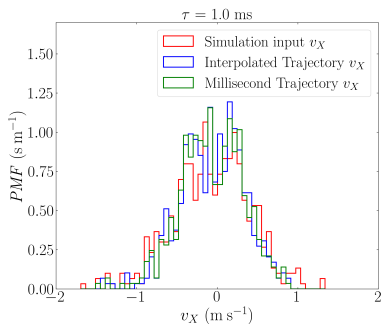 τ = 1.0 ms
Simulation input v_X
Interpolated Trajectory v_X
Millisecond Trajectory v_X
PMF (s m⁻¹)
1.50
1.25
1.00
0.75
0.50
0.25
0.00
−2 −1 0 1 2
v_X (m s⁻¹)